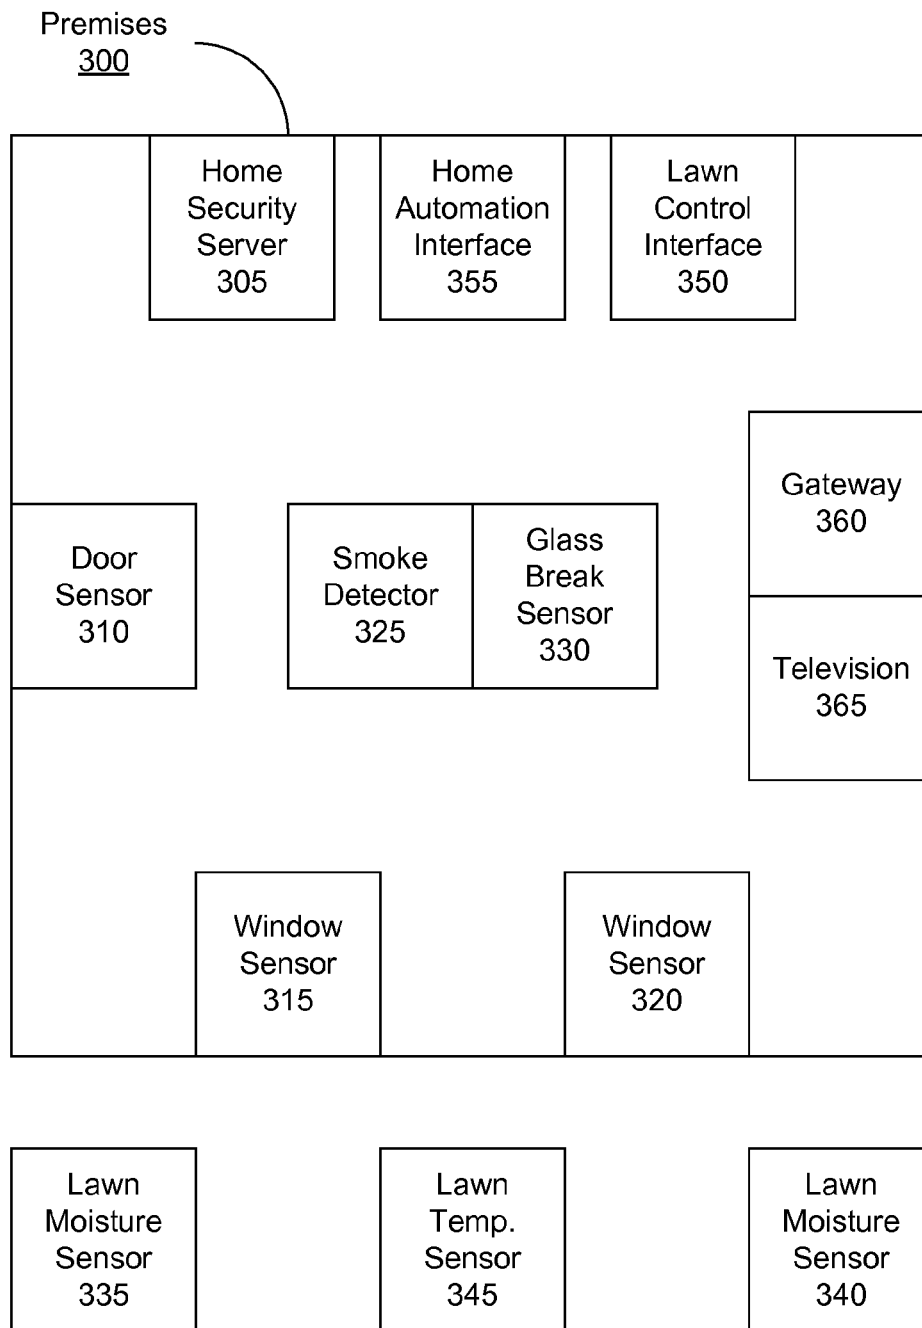 Premises
300
Home
Security
Server
305
Home
Automation
Interface
355
Lawn
Control
Interface
350
Gateway
360
Door
Sensor
310
Smoke
Detector
325
Glass
Break
Sensor
330
Television
365
Window
Sensor
315
Window
Sensor
320
Lawn
Moisture
Sensor
335
Lawn
Temp.
Sensor
345
Lawn
Moisture
Sensor
340